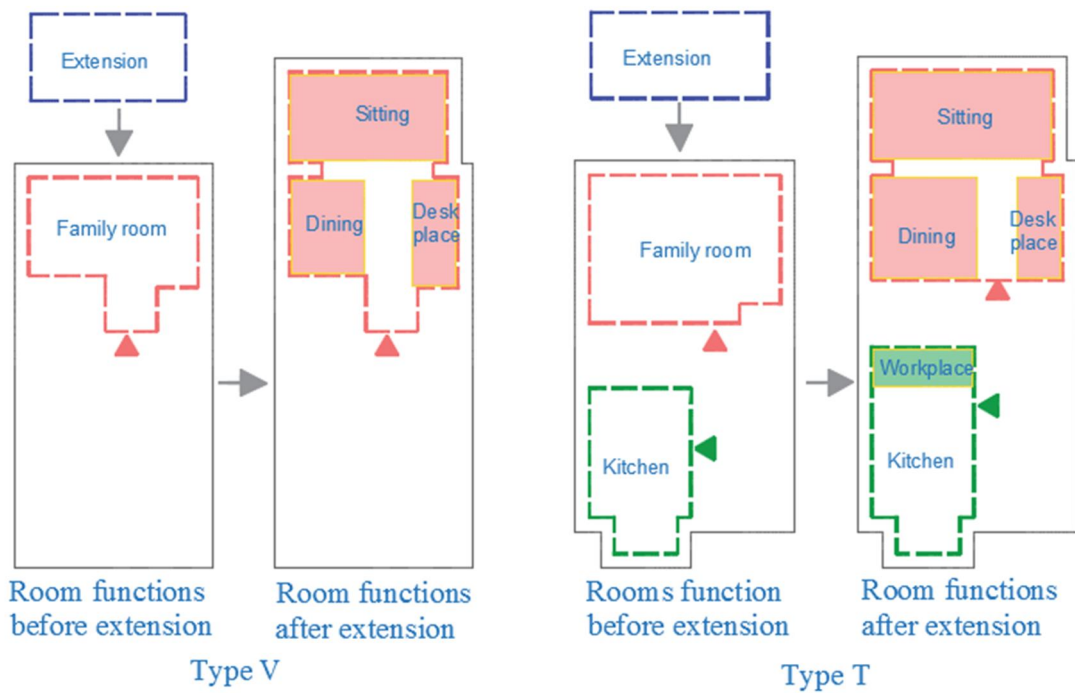 Extension
Sitting
Family room
Dining
Desk
place
Room functions
before extension
Room functions
after extension
Type V
Extension
Sitting
Family room
Dining
Desk
place
Workplace
Kitchen
Kitchen
Rooms function
before extension
Room functions
after extension
Type T